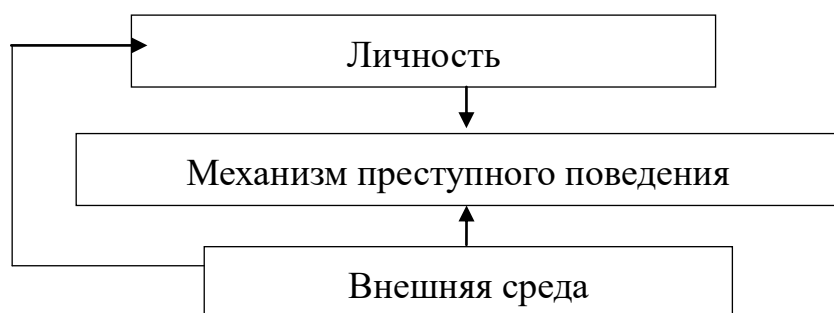 Личность
Механизм преступного поведения
Внешняя среда